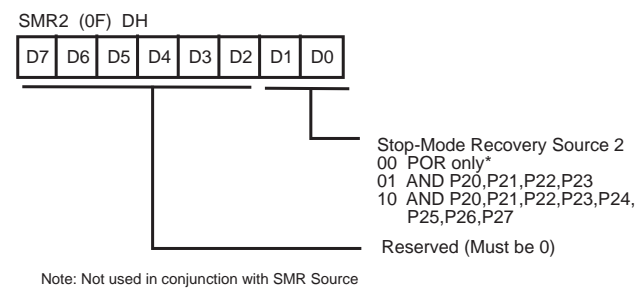 SMR2 (0F) DH
D7 D6 D5 D4 D3 D2 D1 D0
Stop-Mode Recovery Source 2
00 POR only*
01 AND P20,P21,P22,P23
10 AND P20,P21,P22,P23,P24,
P25,P26,P27
Reserved (Must be 0)
Note: Not used in conjunction with SMR Source